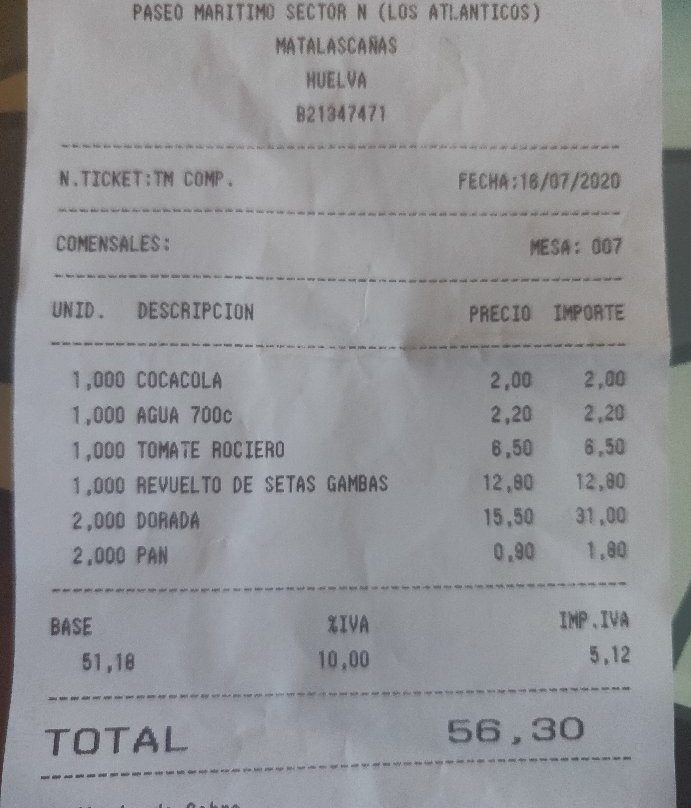 PASEO MARITIMO SECTOR N (LOS ATLANTICOS)
MATALASCAÑAS
HUELVA
B21347471
N.TICKET:TM COMP. FECHA:16/07/2020
COMENSALES: MESA: 007
UNID. DESCRIPCION PRECIO IMPORTE
1,000 COCACOLA 2,00 2,00
1,000 AGUA 700c 2,20 2,20
1,000 TOMATE ROCIERO 6,50 6,50
1,000 REVUELTO DE SETAS GAMBAS 12,80 12,80
2,000 DORADA 15,50 31,00
2,000 PAN 0,90 1,80
BASE %IVA IMP.IVA
51,18 10,00 5,12
TOTAL 56,30